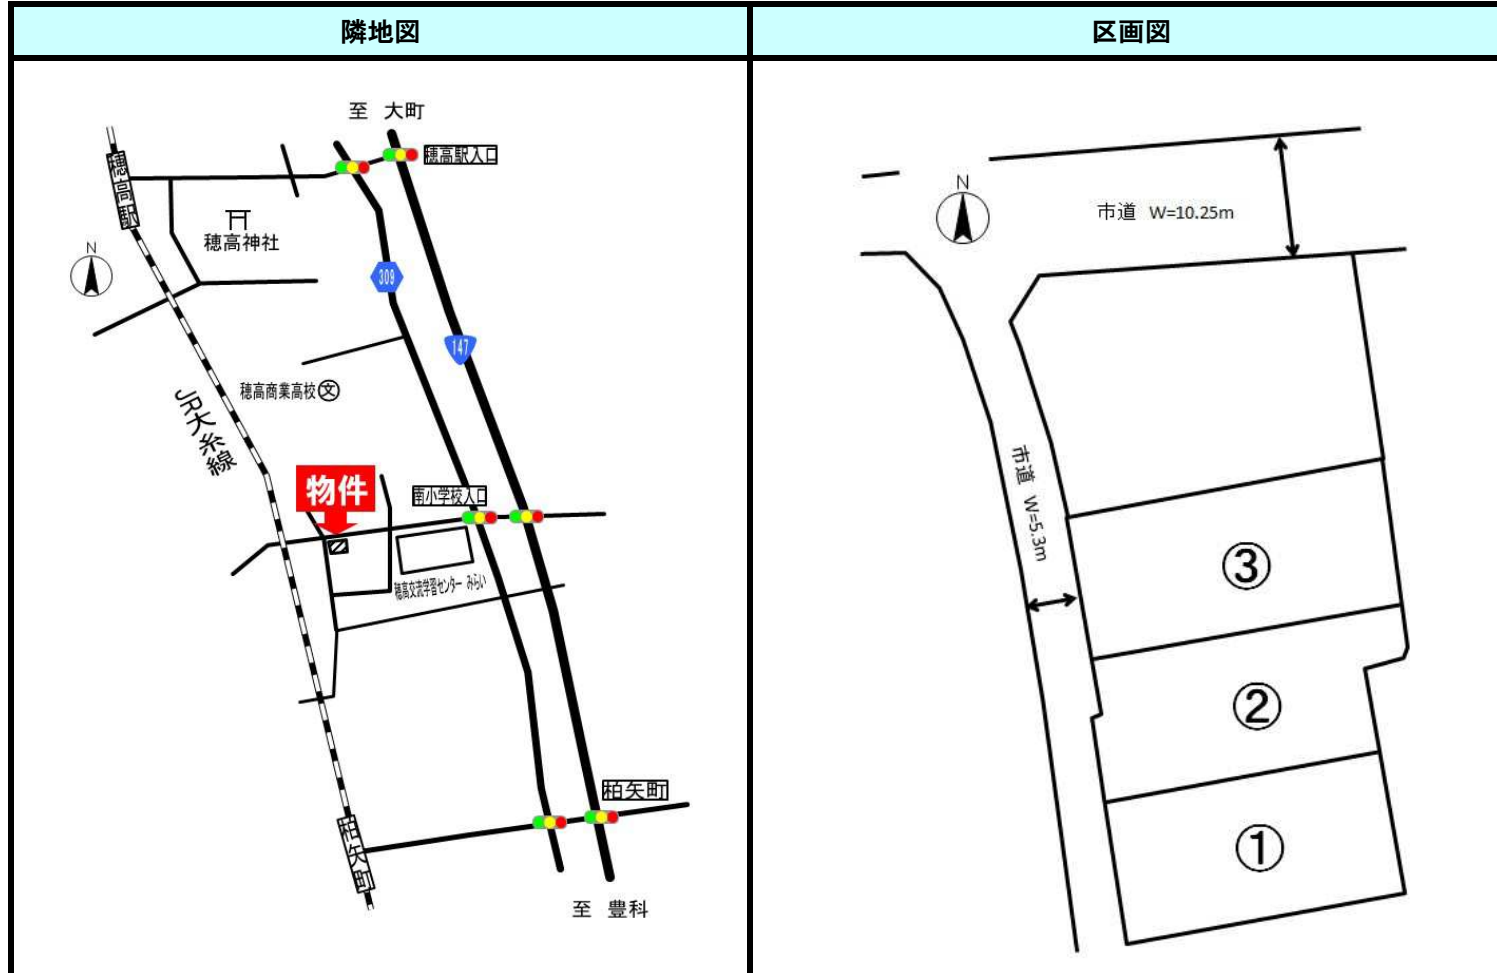 隣地図
区画図
至 大町
穂高駅入口
穂高駅
穂高神社
N
309
147
穂高商業高校 文
JR大糸線
物件
南小学校入口
穂高交流学習センター みらい
柏矢町
柏矢町
至 豊科
N
市道 W=10.25m
市道 W=5.3m
③
②
①